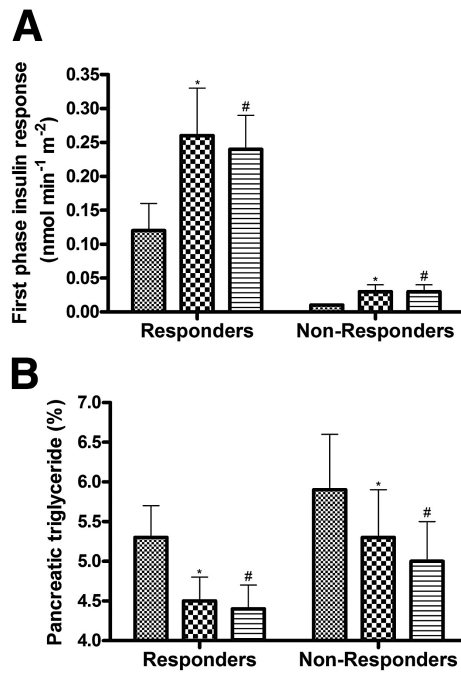 A
First phase insulin response
(nmol min⁻¹ m⁻²)
0.35
0.30
0.25
0.20
0.15
0.10
0.05
0.00
*
#
*
#
Responders
Non-Responders
B
Pancreatic triglyceride (%)
7.0
6.5
6.0
5.5
5.0
4.5
4.0
*
#
*
#
Responders
Non-Responders